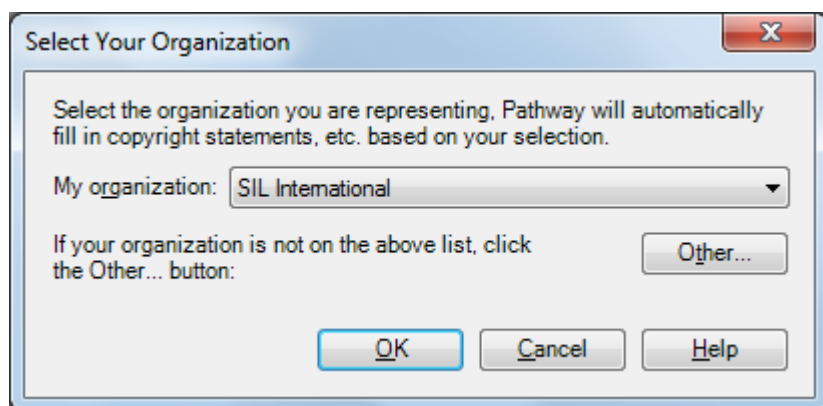 Select Your Organization
Select the organization you are representing, Pathway will automatically
fill in copyright statements, etc. based on your selection.
My organization: SIL International
If your organization is not on the above list, click
the Other... button:
Other...
OK Cancel Help